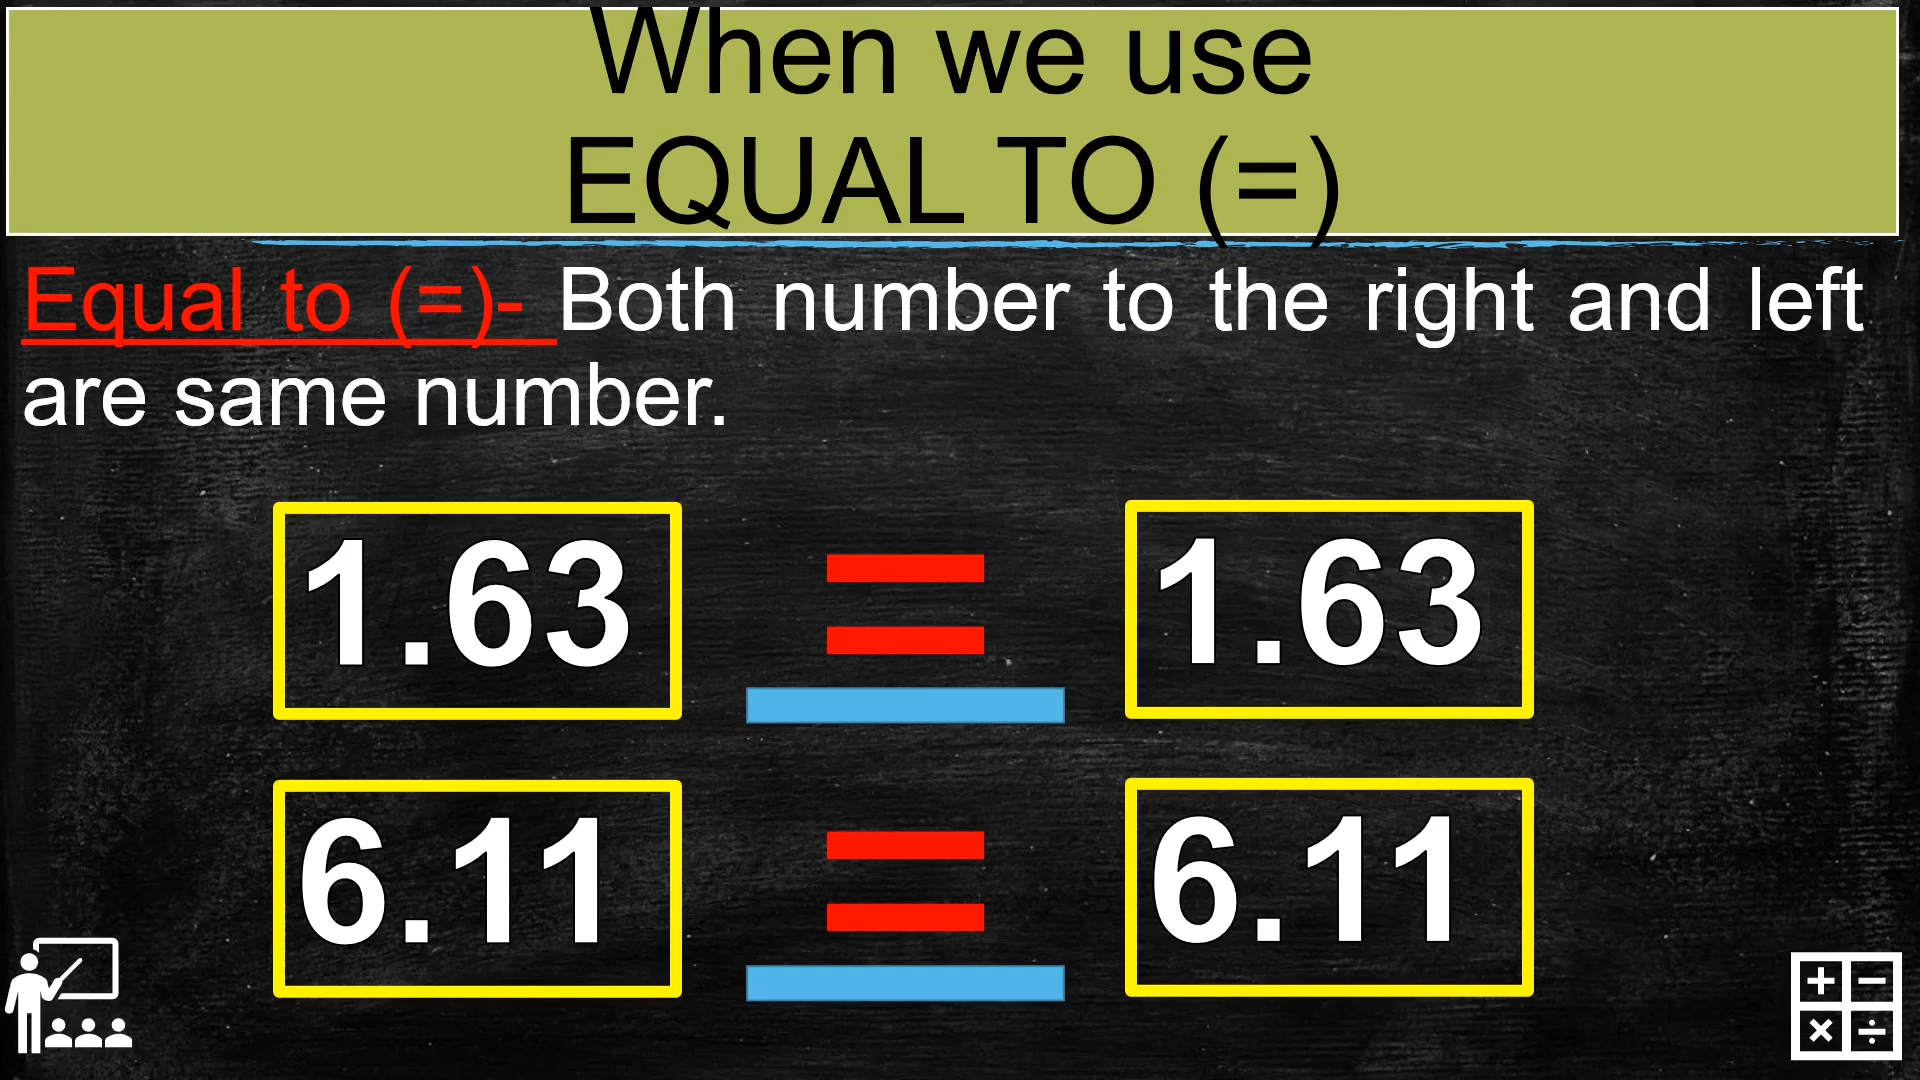 When we use
EQUAL TO (=)
Equal to (=)- Both number to the right and left
are same number.
1.63 = 1.63
6.11 = 6.11